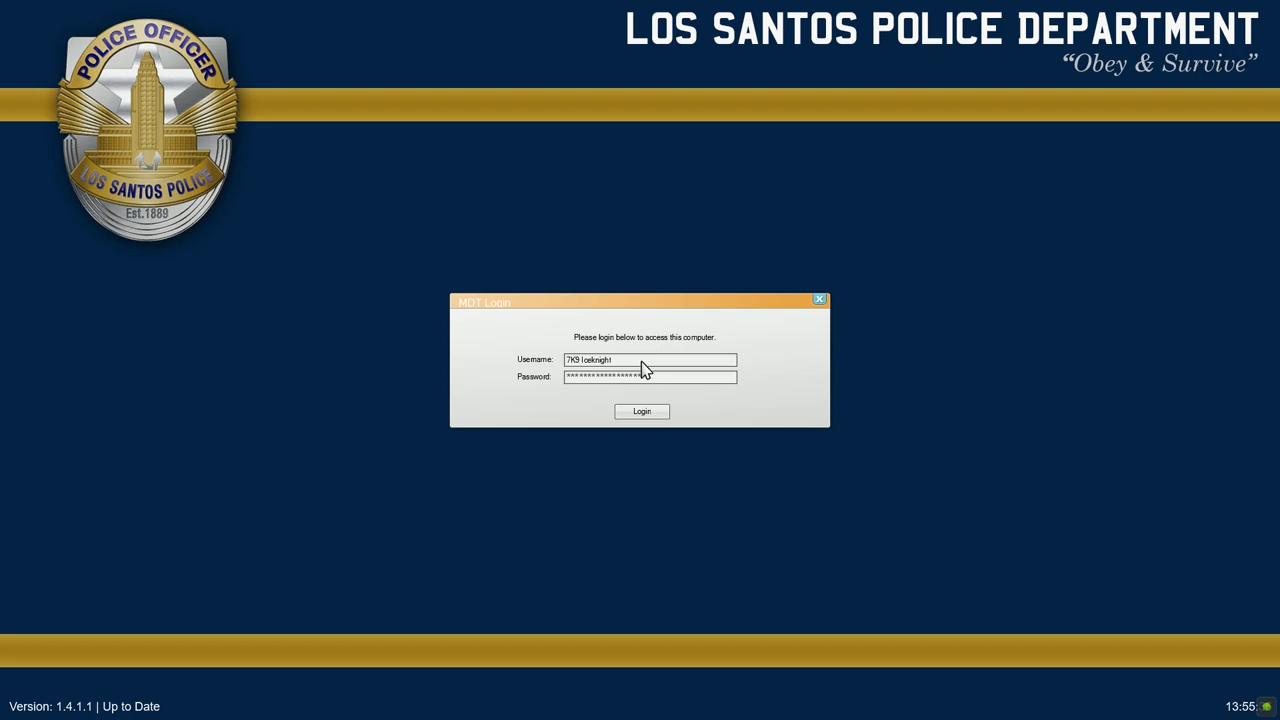 POLICE OFFICER
LOS SANTOS POLICE
Est.1889
LOS SANTOS POLICE DEPARTMENT
“Obey & Survive”
MDT Login
Please login below to access this computer.
Username: 7K9 Iceknight
Password: ******************
Login
Version: 1.4.1.1 | Up to Date
13:55: